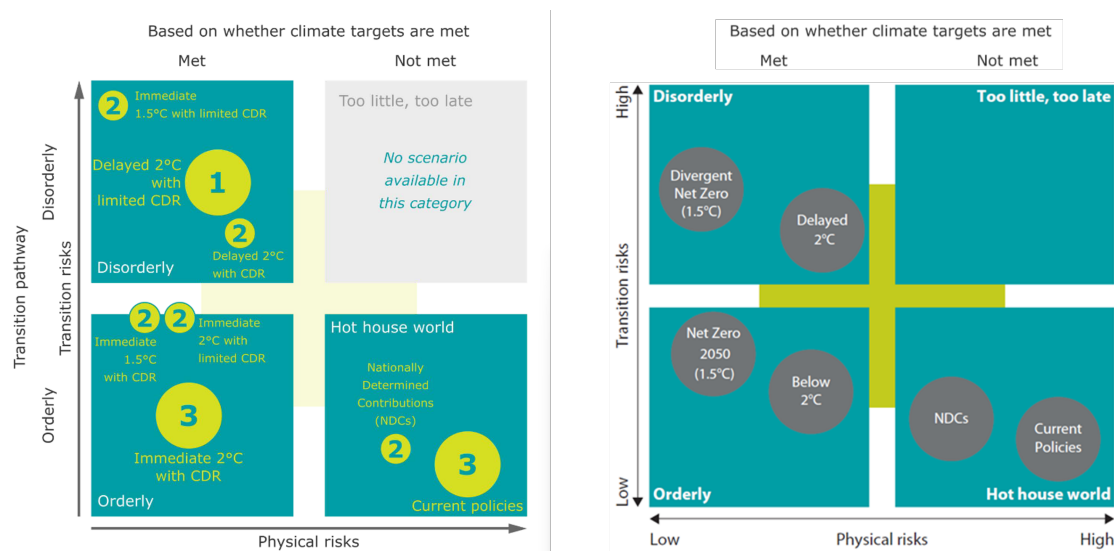 Based on whether climate targets are met
Met
Not met
Transition pathway
Transition risks
Disorderly
Orderly
2
Immediate
1.5°C with limited CDR
Delayed 2°C
with
limited CDR
1
2
Delayed 2°C
with CDR
Disorderly
Too little, too late
No scenario
available in
this category
2
2
Immediate
1.5°C
with CDR
Immediate
2°C with
limited CDR
3
Immediate 2°C
with CDR
Orderly
Hot house world
Nationally
Determined
Contributions
(NDCs)
2
3
Current policies
Physical risks
Based on whether climate targets are met
Met
Not met
High
Transition risks
Low
Disorderly
Divergent
Net Zero
(1.5°C)
Delayed
2°C
Too little, too late
Net Zero
2050
(1.5°C)
Below
2°C
Orderly
NDCs
Current
Policies
Hot house world
Low
Physical risks
High